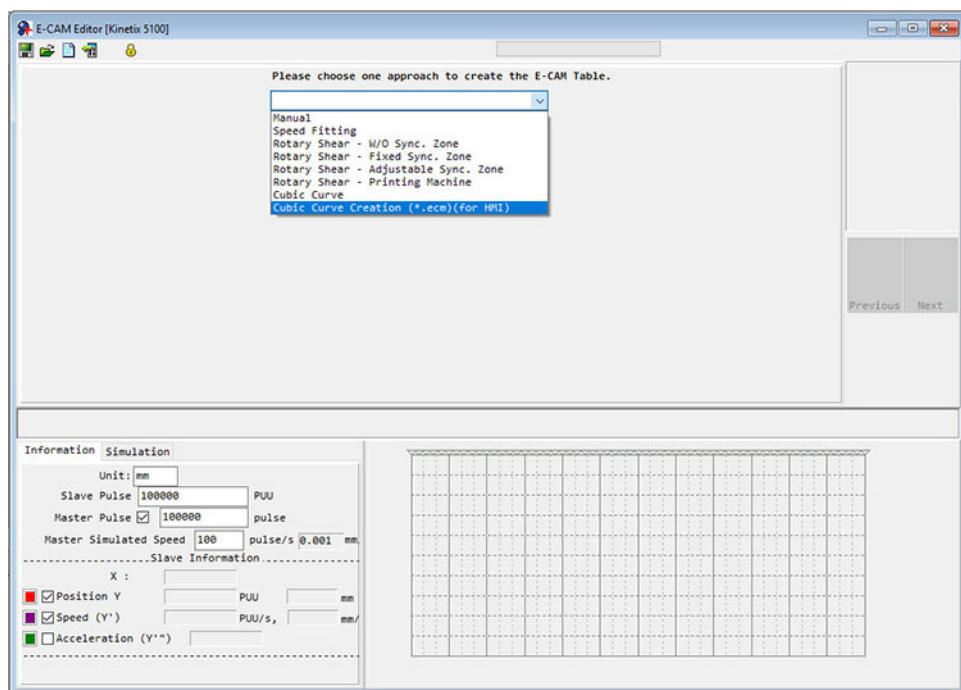 E-CAM Editor [Kinetix 5100]
Please choose one approach to create the E-CAM Table.
Manual
Speed Fitting
Rotary Shear - W/O Sync. Zone
Rotary Shear - Fixed Sync. Zone
Rotary Shear - Adjustable Sync. Zone
Rotary Shear - Printing Machine
Cubic Curve
Cubic Curve Creation (*.ecm)(for HMI)
Previous Next
Information Simulation
Unit: mm
Slave Pulse 100000 PUU
Master Pulse 100000 pulse
Master Simulated Speed 100 pulse/s 0.001 mm
Slave Information
X :
Position Y PUU mm
Speed (Y') PUU/s, mm/
Acceleration (Y'")